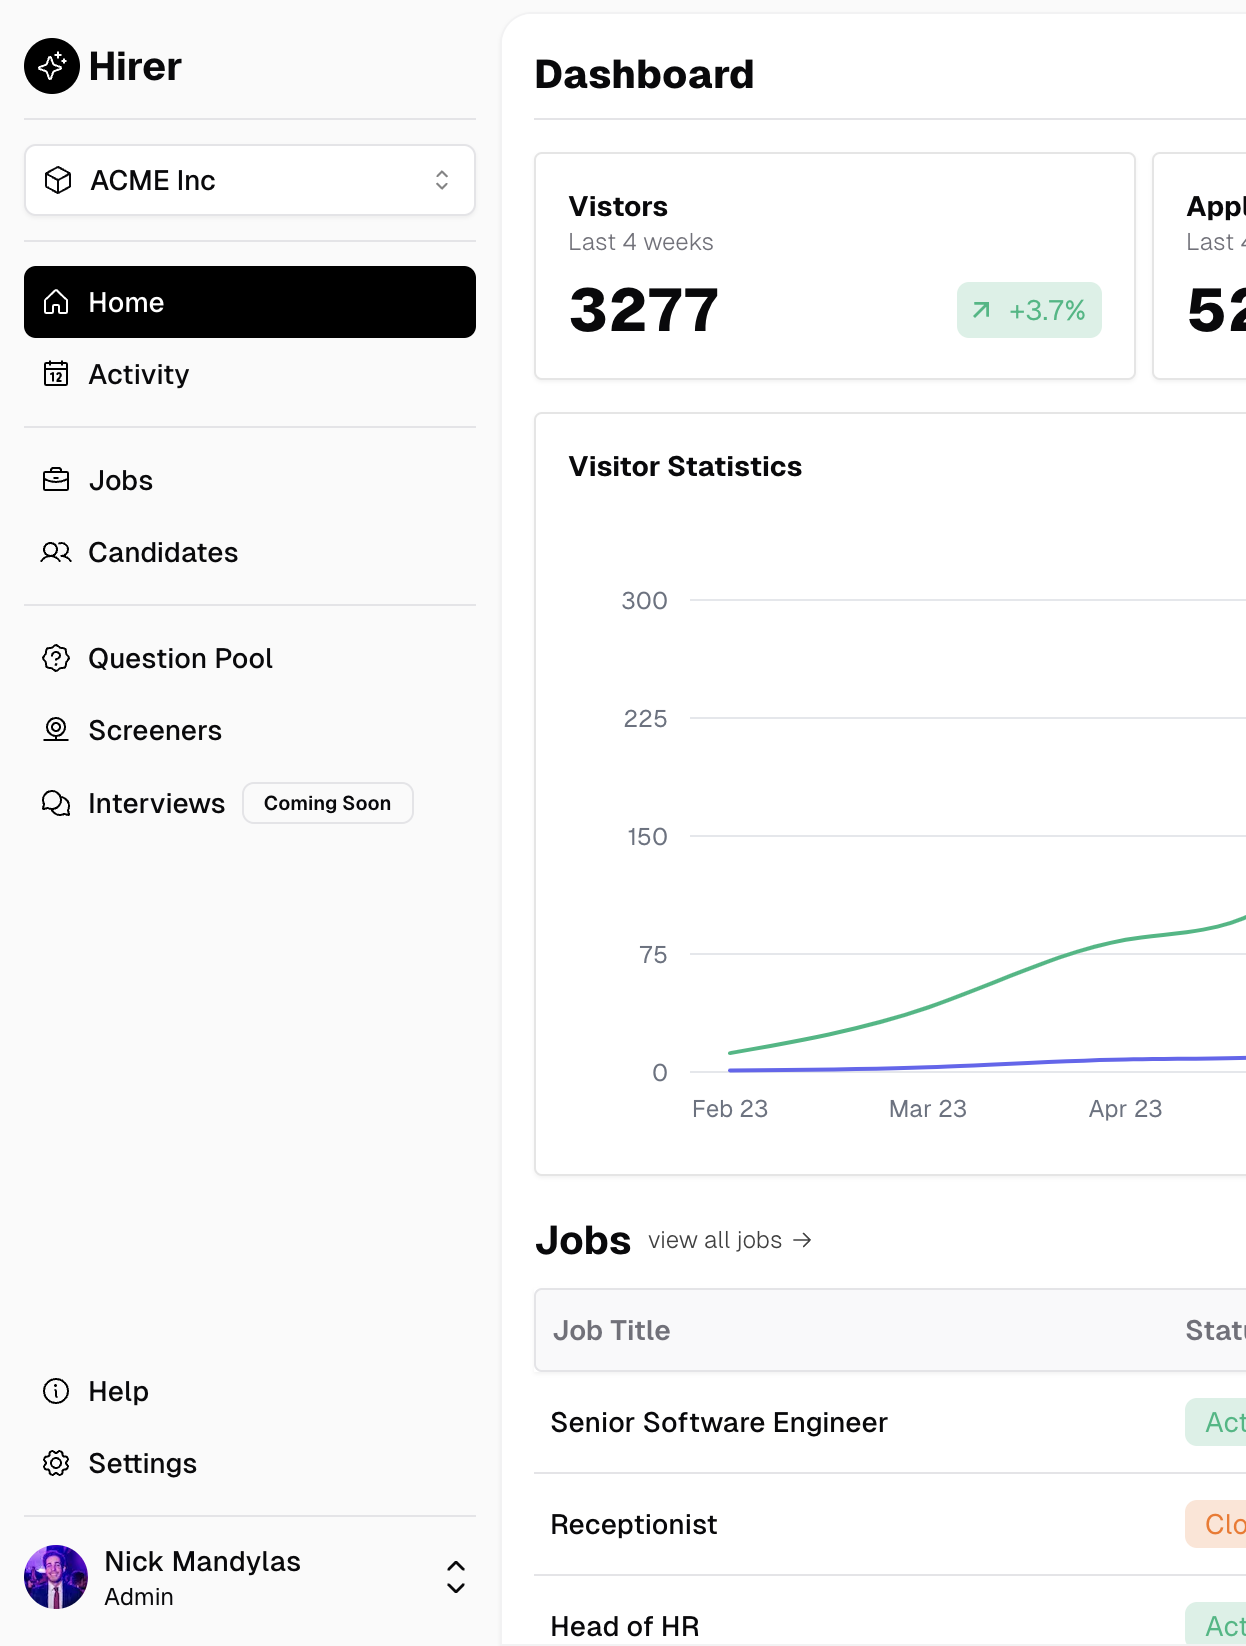 Hirer
ACME Inc
Home
12
Activity
Jobs
Candidates
Question Pool
Screeners
Interviews
Coming Soon
Help
Settings
Nick Mandylas
Admin
Dashboard
Vistors
Last 4 weeks
3277
+3.7%
Appl
Last 4
52
Visitor Statistics
300
225
150
75
0
Feb 23 Mar 23 Apr 23
Jobs view all jobs →
Job Title Statu
Senior Software Engineer Act
Receptionist Clo
Head of HR Act